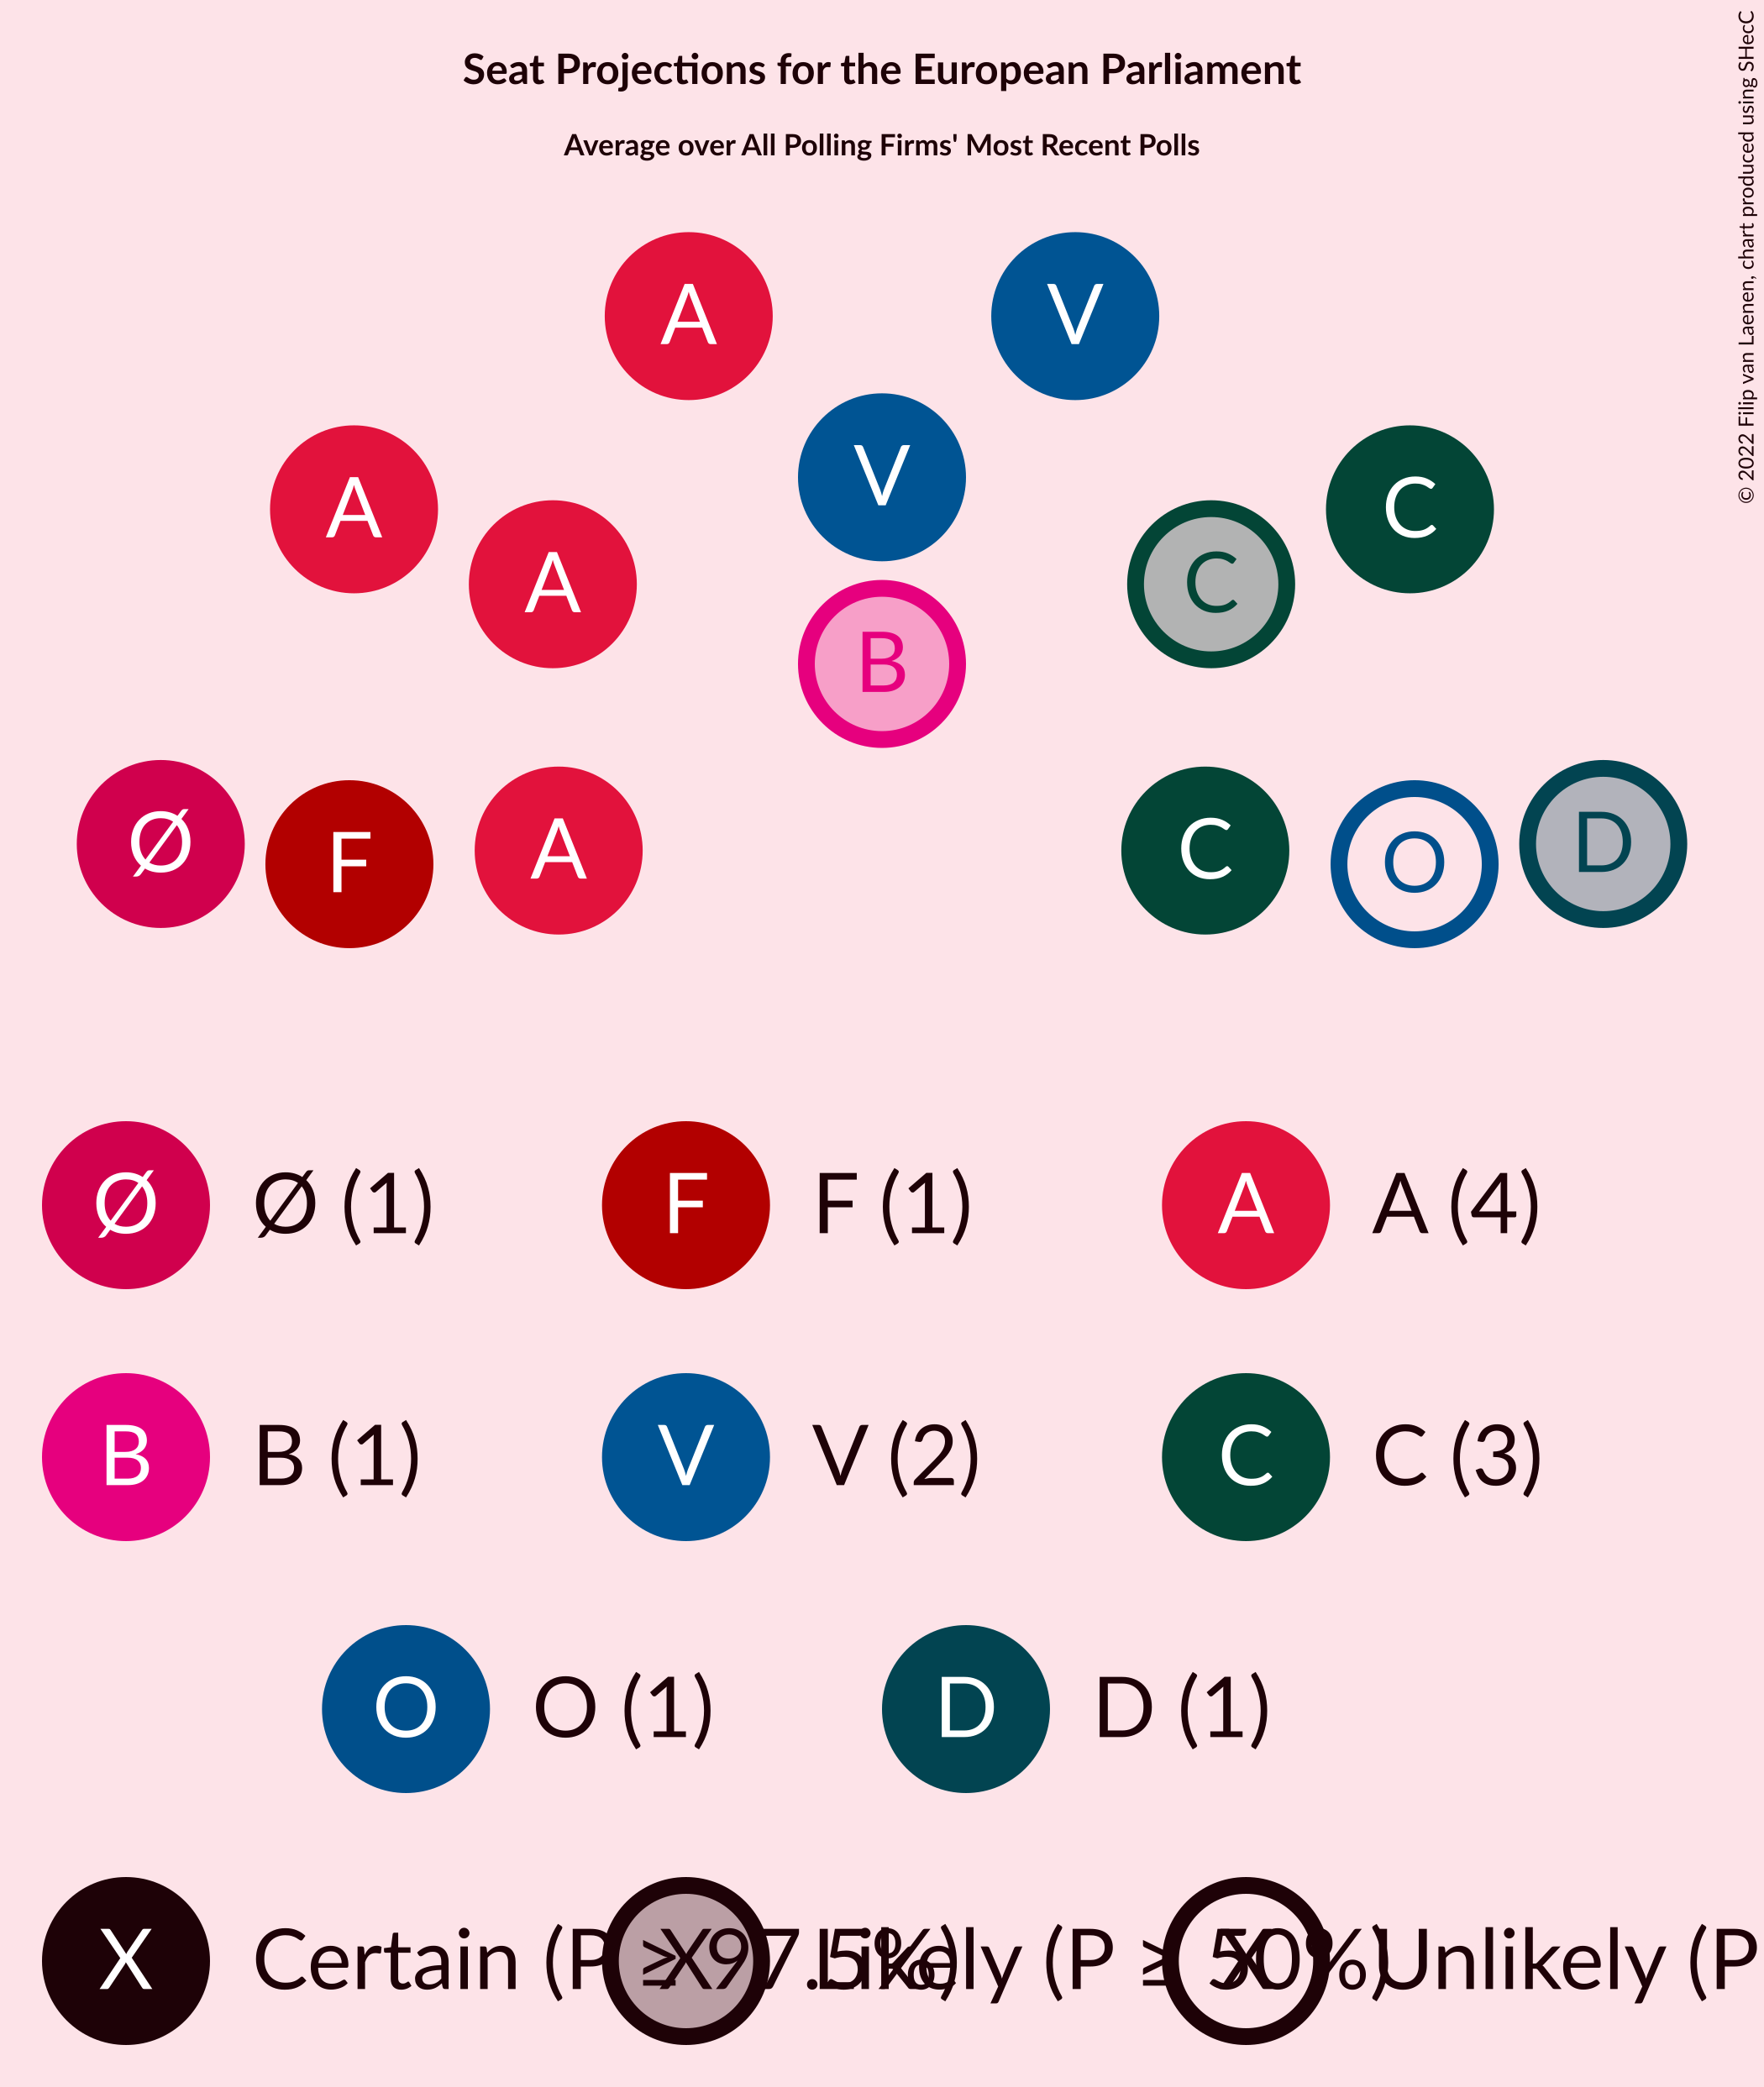 Seat Projections for the European Parliament
Average over All Polling Firms' Most Recent Polls
© 2022 Filip van Laenen, chart produced using SHecC
A V
V
A C
A C
B
Ø D
A C
F O
Ø Ø (1) F F (1) A A (4)
B B (1) V V (2) C C (3)
O O (1) D D (1)
X Certain (P ≥ 97.5%) X Likely (P ≥ 50%) X Unlikely (P